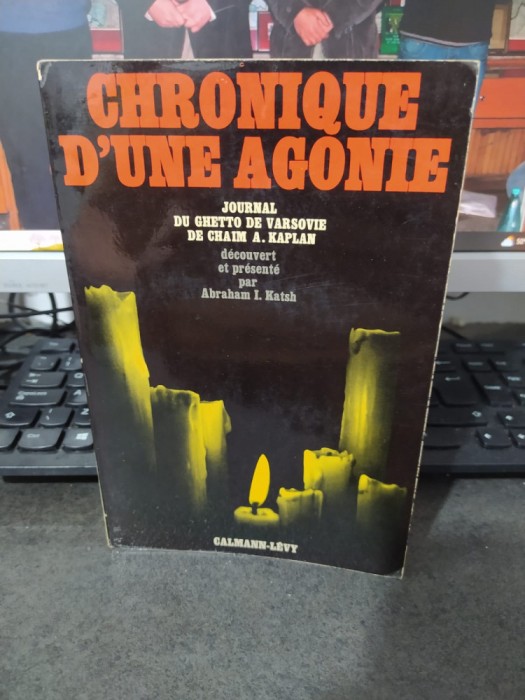 CHRONIQUE
D'UNE AGONIE
JOURNAL
DU GHETTO DE VARSOVIE
DE CHAIM A. KAPLAN
découvert
et présenté
par
Abraham I. Katsh
CALMANN-LÉVY